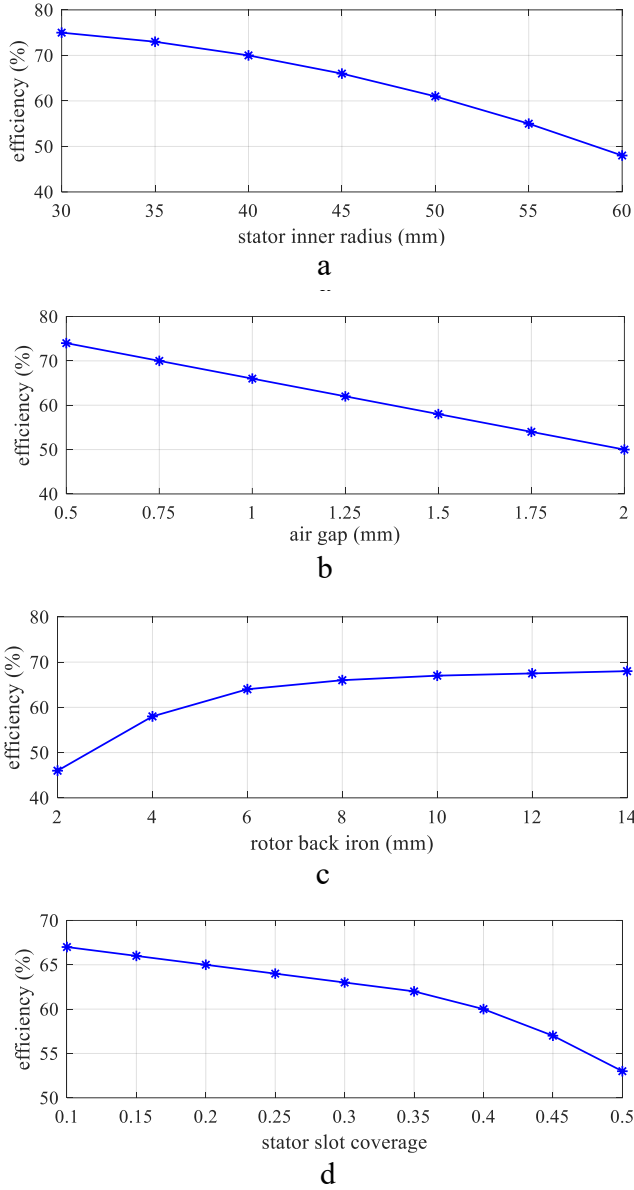 80
70
60
50
40
efficiency (%)
30 35 40 45 50 55 60
stator inner radius (mm)
a
80
70
60
50
40
efficiency (%)
0.5 0.75 1 1.25 1.5 1.75 2
air gap (mm)
b
80
70
60
50
40
efficiency (%)
2 4 6 8 10 12 14
rotor back iron (mm)
c
70
65
60
55
50
efficiency (%)
0.1 0.15 0.2 0.25 0.3 0.35 0.4 0.45 0.5
stator slot coverage
d